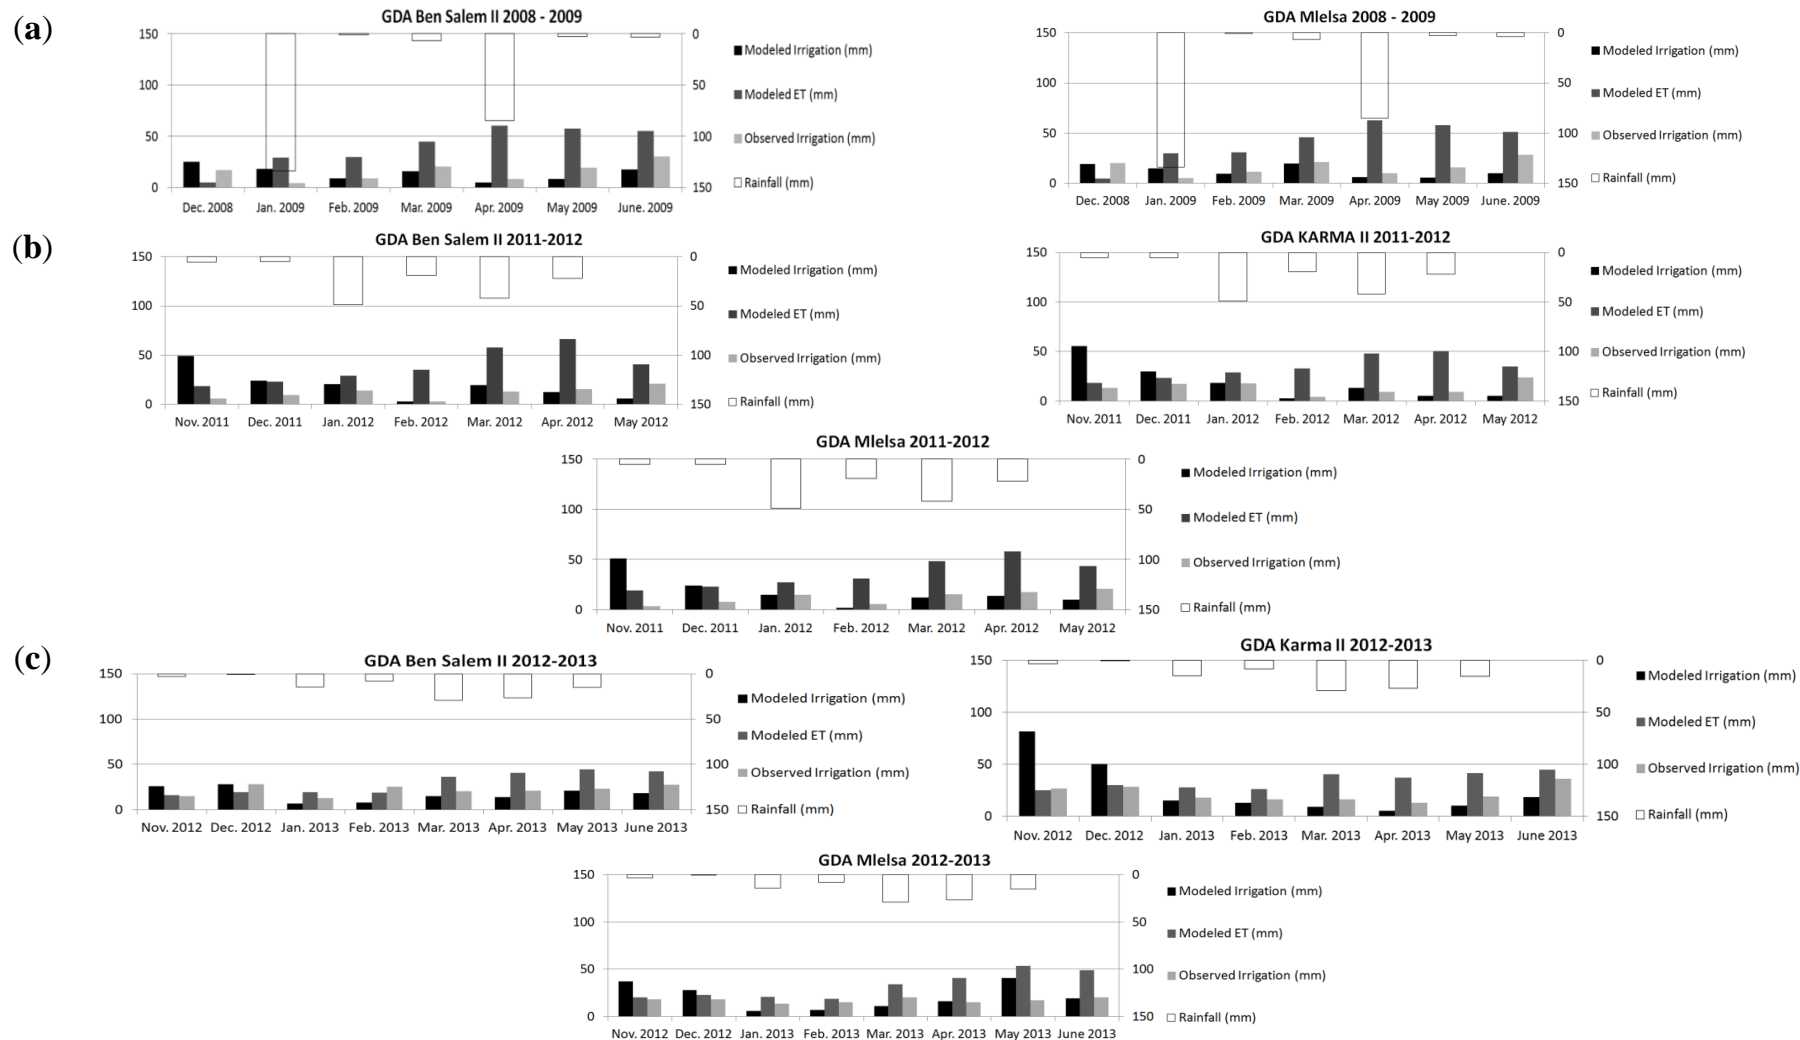 (a)
GDA Ben Salem II 2008 - 2009
150
100
50
0
0
50
100
150
Dec. 2008 Jan. 2009 Feb. 2009 Mar. 2009 Apr. 2009 May 2009 June. 2009
Modeled Irrigation (mm)
Modeled ET (mm)
Observed Irrigation (mm)
Rainfall (mm)
GDA Mlelsa 2008 - 2009
150
100
50
0
0
50
100
150
Dec. 2008 Jan. 2009 Feb. 2009 Mar. 2009 Apr. 2009 May 2009 June. 2009
Modeled Irrigation (mm)
Modeled ET (mm)
Observed Irrigation (mm)
Rainfall (mm)
(b)
GDA Ben Salem II 2011-2012
150
100
50
0
0
50
100
150
Nov. 2011 Dec. 2011 Jan. 2012 Feb. 2012 Mar. 2012 Apr. 2012 May 2012
Modeled Irrigation (mm)
Modeled ET (mm)
Observed Irrigation (mm)
Rainfall (mm)
GDA KARMA II 2011-2012
150
100
50
0
0
50
100
150
Nov. 2011 Dec. 2011 Jan. 2012 Feb. 2012 Mar. 2012 Apr. 2012 May 2012
Modeled Irrigation (mm)
Modeled ET (mm)
Observed Irrigation (mm)
Rainfall (mm)
GDA Mlelsa 2011-2012
150
100
50
0
0
50
100
150
Nov. 2011 Dec. 2011 Jan. 2012 Feb. 2012 Mar. 2012 Apr. 2012 May 2012
Modeled Irrigation (mm)
Modeled ET (mm)
Observed Irrigation (mm)
Rainfall (mm)
(c)
GDA Ben Salem II 2012-2013
150
100
50
0
0
50
100
150
Nov. 2012 Dec. 2012 Jan. 2013 Feb. 2013 Mar. 2013 Apr. 2013 May 2013 June 2013
Modeled Irrigation (mm)
Modeled ET (mm)
Observed Irrigation (mm)
Rainfall (mm)
GDA Karma II 2012-2013
150
100
50
0
0
50
100
150
Nov. 2012 Dec. 2012 Jan. 2013 Feb. 2013 Mar. 2013 Apr. 2013 May 2013 June 2013
Modeled Irrigation (mm)
Modeled ET (mm)
Observed Irrigation (mm)
Rainfall (mm)
GDA Mlelsa 2012-2013
150
100
50
0
0
50
100
150
Nov. 2012 Dec. 2012 Jan. 2013 Feb. 2013 Mar. 2013 Apr. 2013 May 2013 June 2013
Modeled Irrigation (mm)
Modeled ET (mm)
Observed Irrigation (mm)
Rainfall (mm)